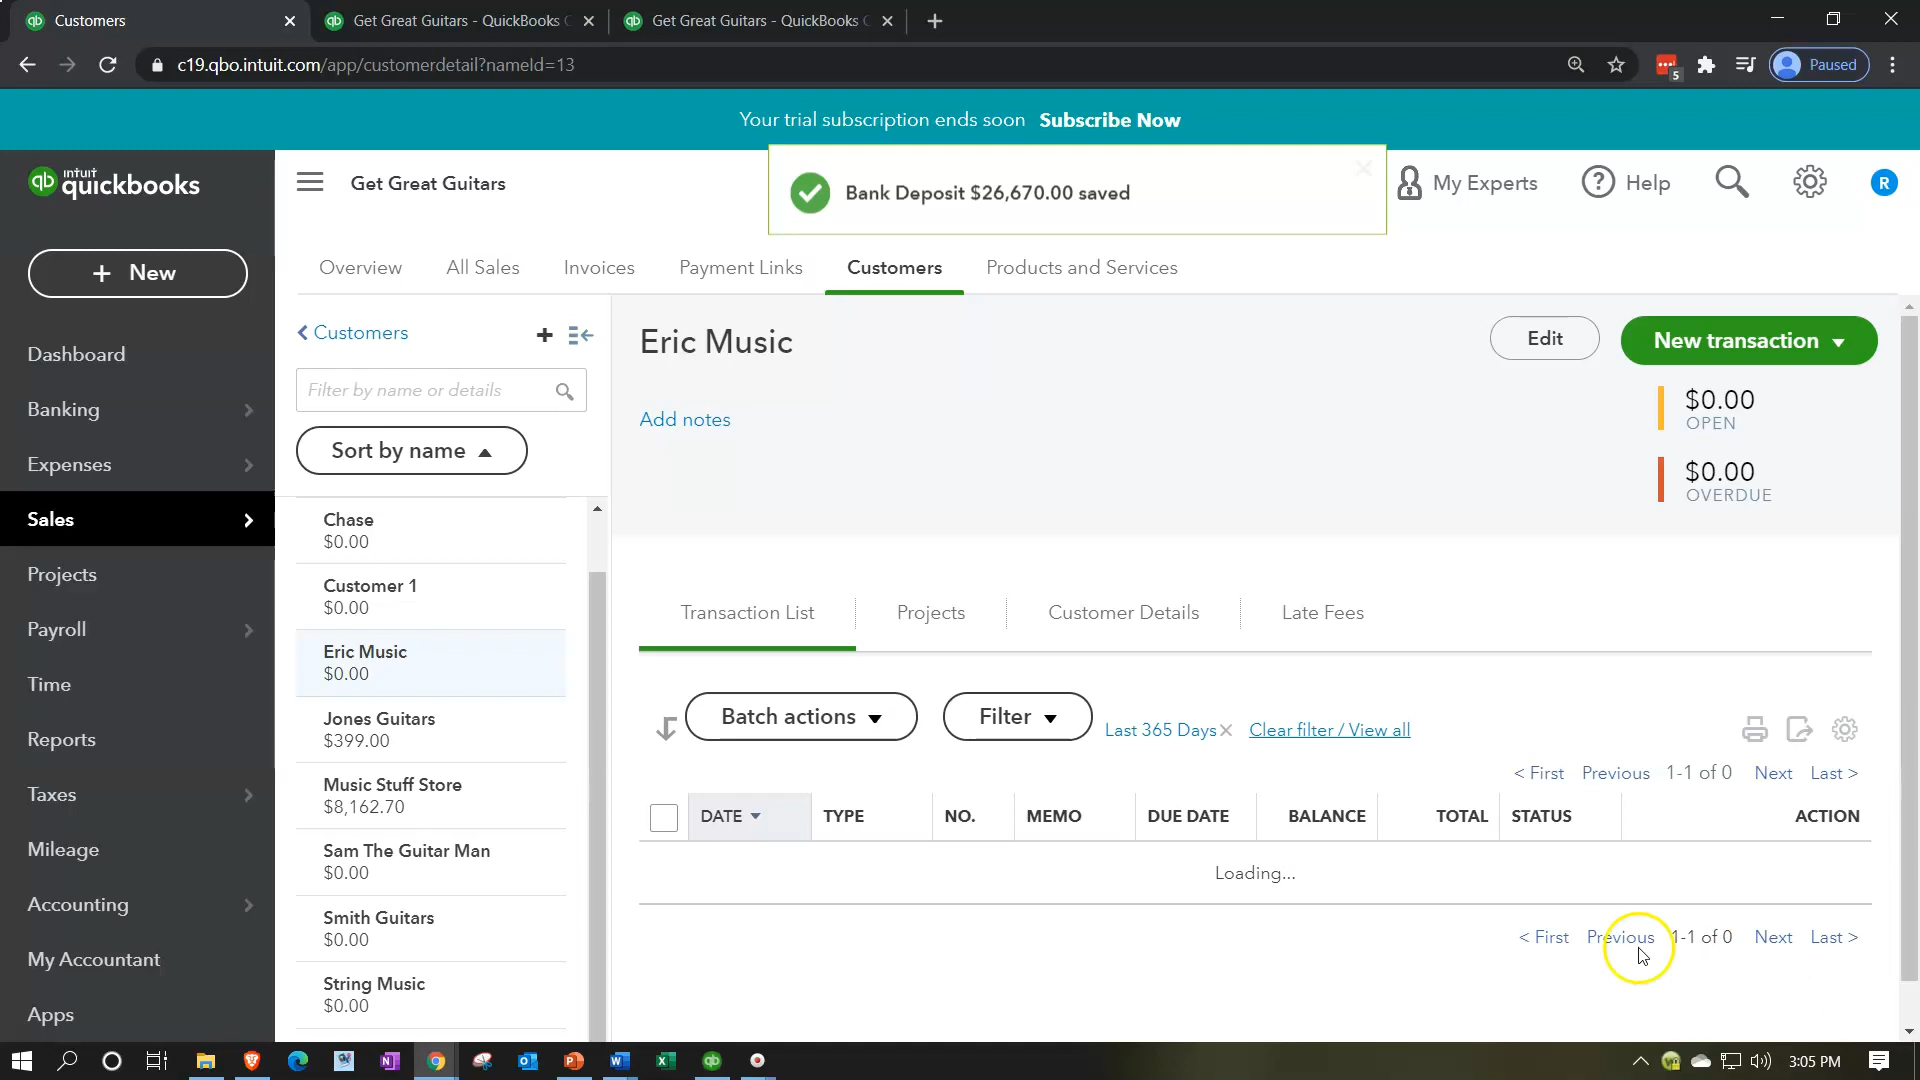 Customers
Get Great Guitars - QuickBooks
Get Great Guitars - QuickBooks
c19.qbo.intuit.com/app/customerdetail?nameId=13
5
Paused
Your trial subscription ends soon Subscribe Now
qb intuit quickbooks
Get Great Guitars
Bank Deposit $26,670.00 saved
My Experts
Help
R
+ New
Overview
All Sales
Invoices
Payment Links
Customers
Products and Services
Dashboard
Banking
Expenses
Sales
Projects
Payroll
Time
Reports
Taxes
Mileage
Accounting
My Accountant
Apps
Customers
Filter by name or details
Sort by name
Chase
$0.00
Customer 1
$0.00
Eric Music
$0.00
Jones Guitars
$399.00
Music Stuff Store
$8,162.70
Sam The Guitar Man
$0.00
Smith Guitars
$0.00
String Music
$0.00
Eric Music
Edit
New transaction
Add notes
$0.00
OPEN
$0.00
OVERDUE
Transaction List
Projects
Customer Details
Late Fees
Batch actions
Filter
Last 365 Days
Clear filter / View all
< First Previous 1-1 of 0 Next Last >
DATE TYPE NO. MEMO DUE DATE BALANCE TOTAL STATUS ACTION
Loading...
< First Previous 1-1 of 0 Next Last >
3:05 PM